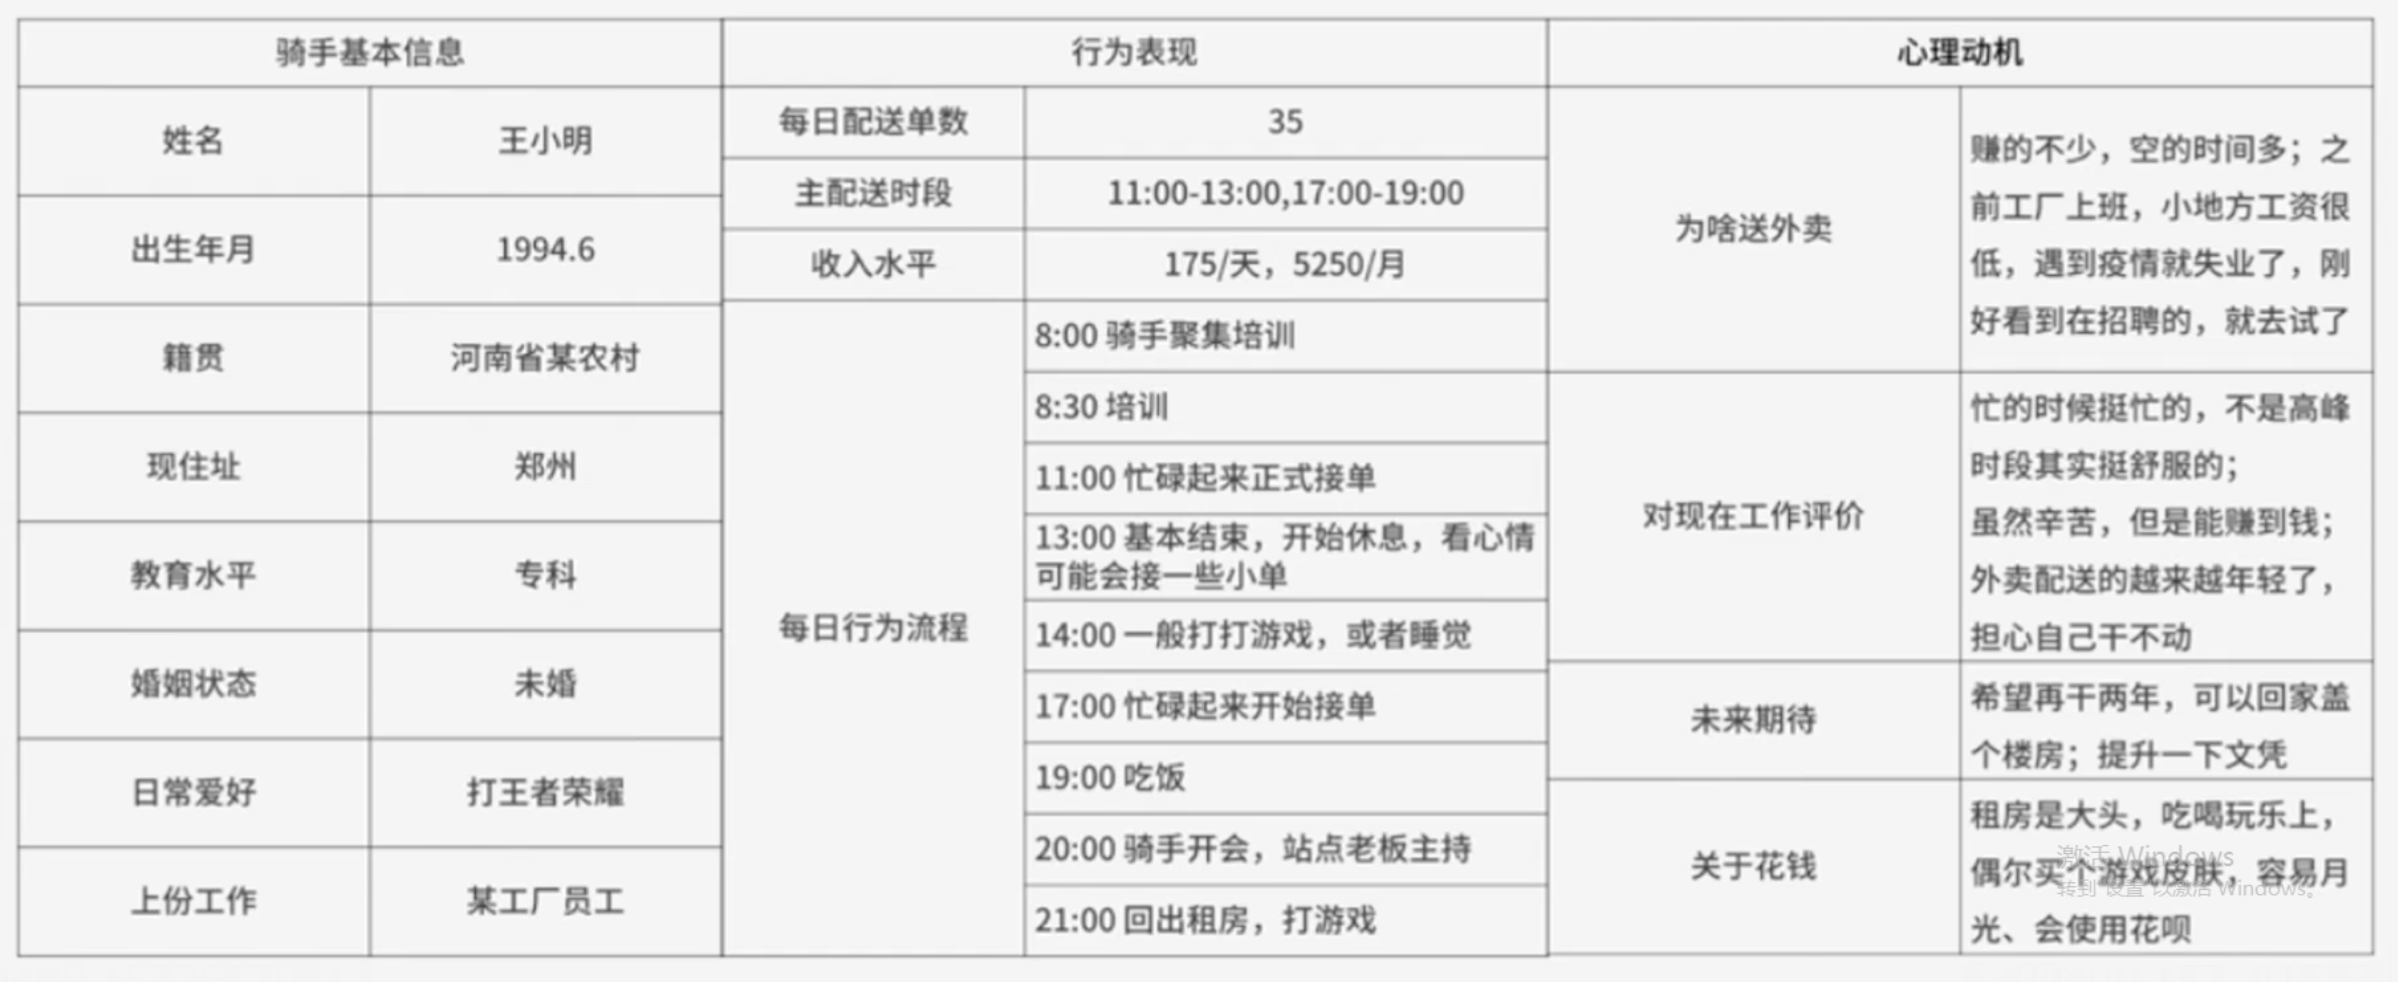 骑手基本信息
行为表现
心理动机
姓名
王小明
出生年月
1994.6
籍贯
河南省某农村
现住址
郑州
教育水平
专科
婚姻状态
未婚
日常爱好
打王者荣耀
上份工作
某工厂员工
每日配送单数
35
主配送时段
11:00-13:00,17:00-19:00
收入水平
175/天，5250/月
每日行为流程
8:00 骑手聚集培训
8:30 培训
11:00 忙碌起来正式接单
13:00 基本结束，开始休息，看心情
可能会接一些小单
14:00 一般打打游戏，或者睡觉
17:00 忙碌起来开始接单
19:00 吃饭
20:00 骑手开会，站点老板主持
21:00 回出租房，打游戏
为啥送外卖
赚的不少，空的时间多；之
前工厂上班，小地方工资很
低，遇到疫情就失业了，刚
好看到在招聘的，就去试了
对现在工作评价
忙的时候挺忙的，不是高峰
时段其实挺舒服的；
虽然辛苦，但是能赚到钱；
外卖配送的越来越年轻了，
担心自己干不动
未来期待
希望再干两年，可以回家盖
个楼房；提升一下文凭
关于花钱
租房是大头，吃喝玩乐上，
偶尔买个游戏皮肤，容易月
光、会使用花呗
激活 Windows
转到"设置"以激活 Windows。